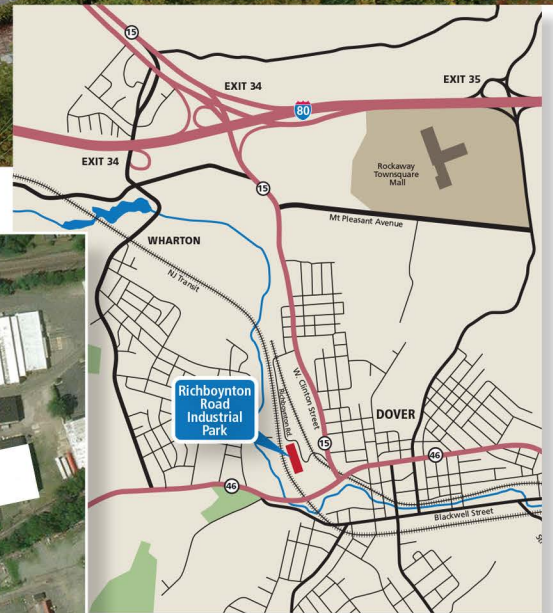 15
EXIT 34
EXIT 35
80
EXIT 34
Rockaway
Townsquare
Mall
15
Mt Pleasant Avenue
WHARTON
NJ Transit
Richboynton
Road
Industrial
Park
Richboynton Rd
W. Clinton Street
DOVER
15
46
46
Blackwell Street